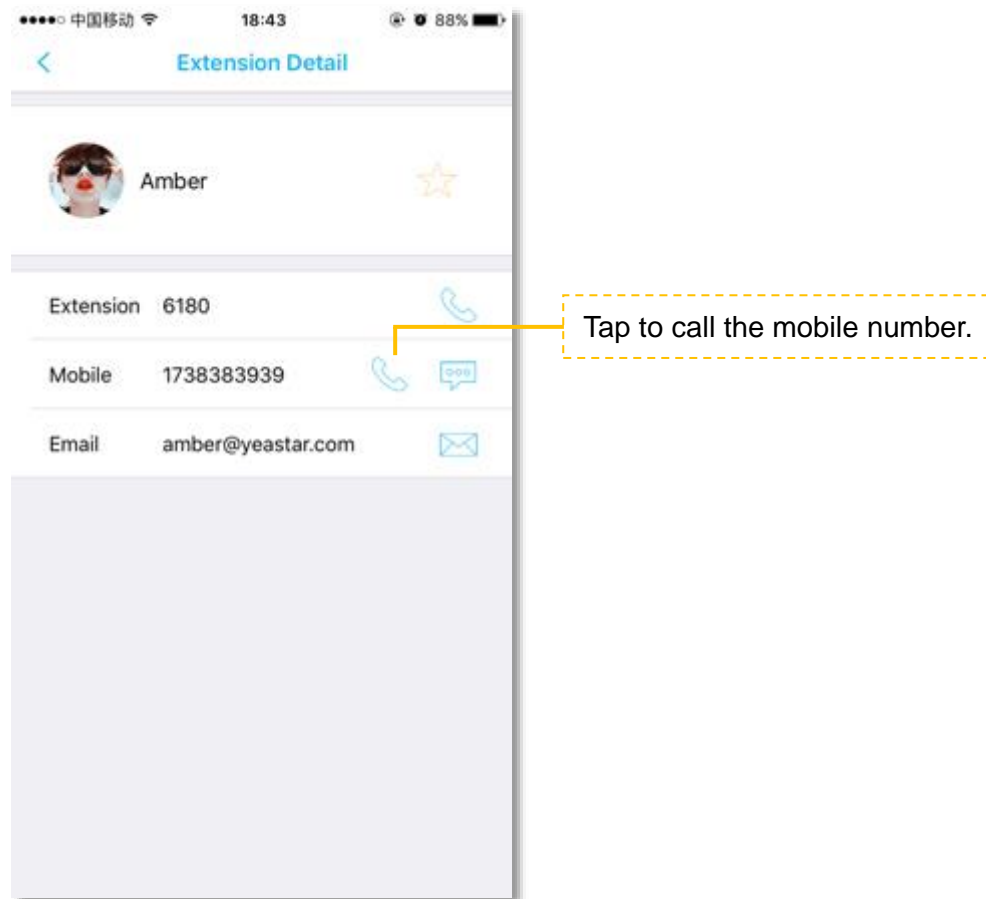 中国移动 18:43 88%
Extension Detail
Amber
Extension 6180
Tap to call the mobile number.
Mobile 1738383939
Email amber@yeastar.com